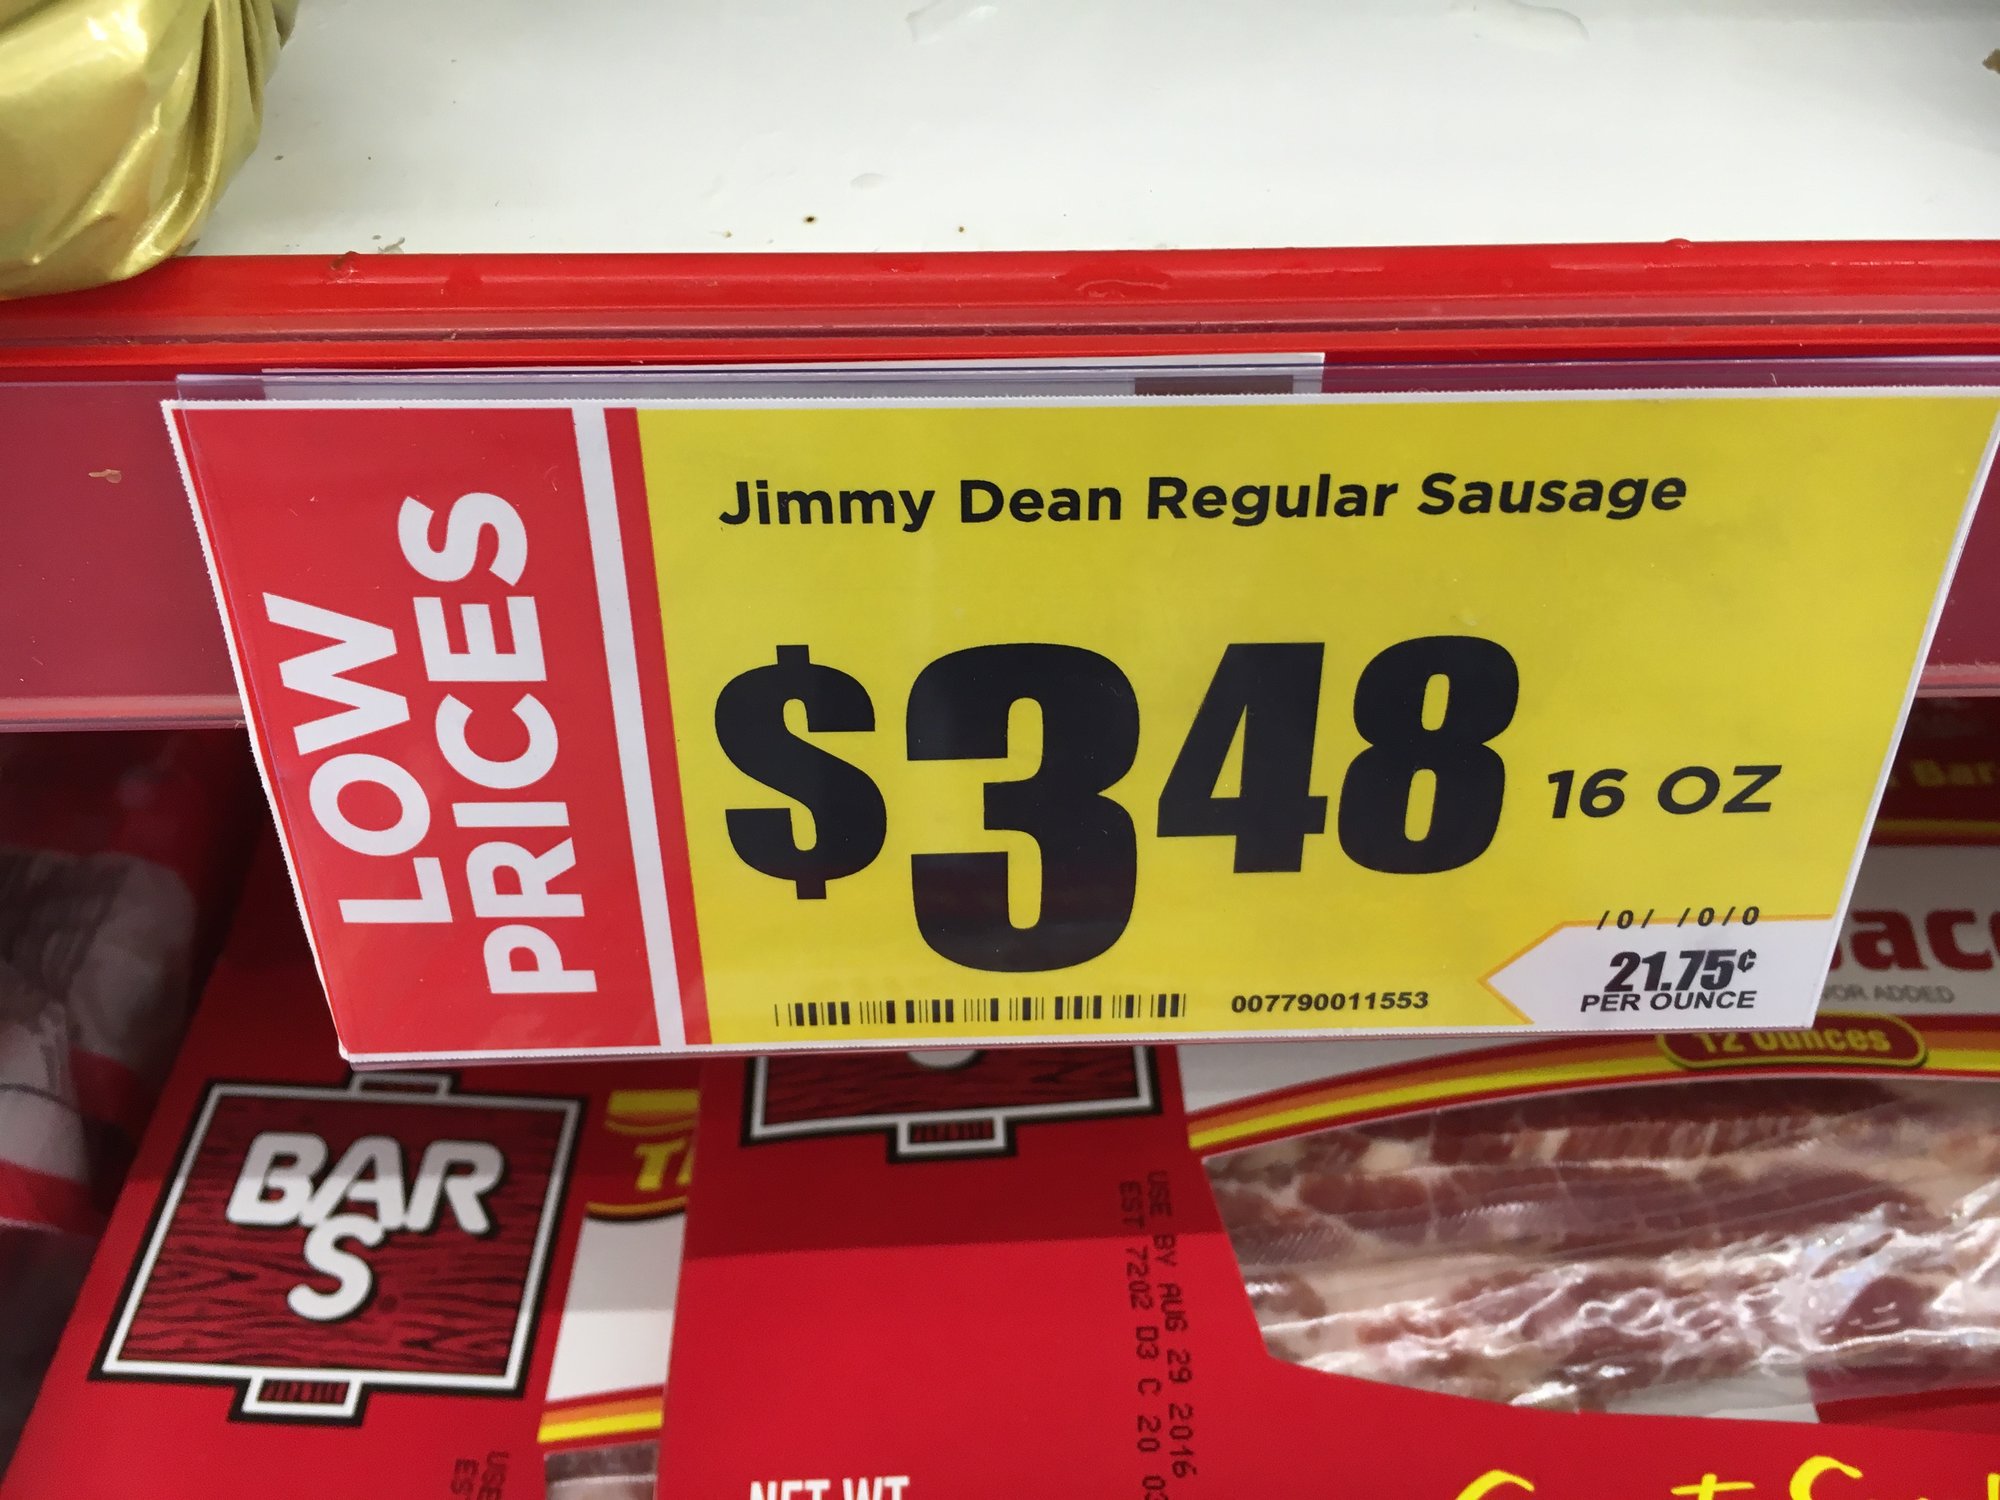 LOW
PRICES
Jimmy Dean Regular Sausage
$348 16 OZ
/0/ /0/0
21.75¢
PER OUNCE
007790011553
12 Ounces
BAR
S
USE BY AUG 29 2016
EST 7202 D3 C 20
USE
NET WT